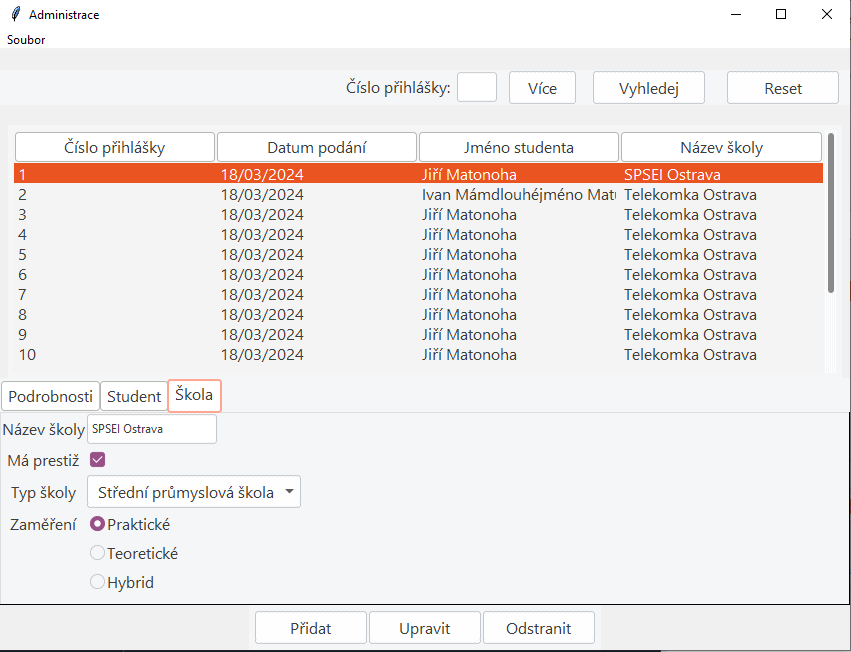 Administrace
Soubor
Číslo přihlášky: Více Vyhledej Reset
Číslo přihlášky Datum podání Jméno studenta Název školy
1 18/03/2024 Jiří Matonoha SPSEI Ostrava
2 18/03/2024 Ivan Mámdlouhéjméno Matu Telekomka Ostrava
3 18/03/2024 Jiří Matonoha Telekomka Ostrava
4 18/03/2024 Jiří Matonoha Telekomka Ostrava
5 18/03/2024 Jiří Matonoha Telekomka Ostrava
6 18/03/2024 Jiří Matonoha Telekomka Ostrava
7 18/03/2024 Jiří Matonoha Telekomka Ostrava
8 18/03/2024 Jiří Matonoha Telekomka Ostrava
9 18/03/2024 Jiří Matonoha Telekomka Ostrava
10 18/03/2024 Jiří Matonoha Telekomka Ostrava
Podrobnosti Student Škola
Název školy SPSEI Ostrava
Má prestiž
Typ školy Střední průmyslová škola
Zaměření Praktické
Teoretické
Hybrid
Přidat Upravit Odstranit